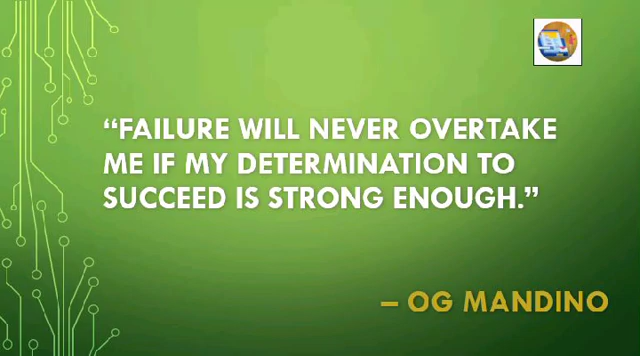 “FAILURE WILL NEVER OVERTAKE
ME IF MY DETERMINATION TO
SUCCEED IS STRONG ENOUGH.”
– OG MANDINO